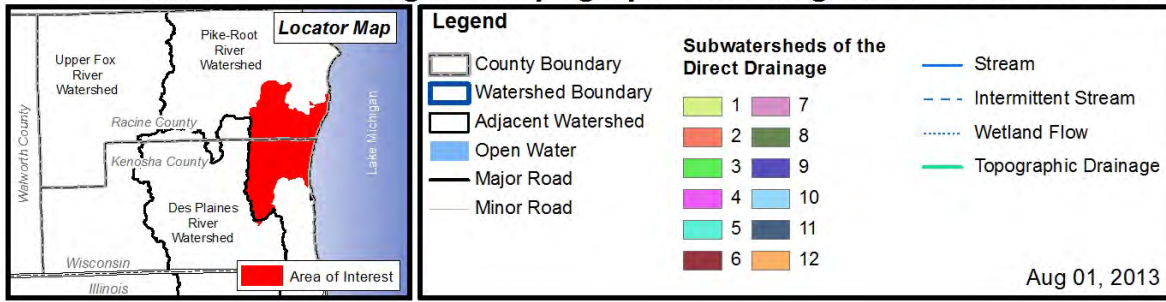 Locator Map
Pike-Root
River
Watershed
Upper Fox
River
Watershed
Racine County
Kenosha County
Walworth County
Lake Michigan
Des Plaines
River
Watershed
Wisconsin
Illinois
Area of Interest
Legend
County Boundary
Watershed Boundary
Adjacent Watershed
Open Water
Major Road
Minor Road
Subwatersheds of the
Direct Drainage
1
2
3
4
5
6
7
8
9
10
11
12
Stream
Intermittent Stream
Wetland Flow
Topographic Drainage
Aug 01, 2013